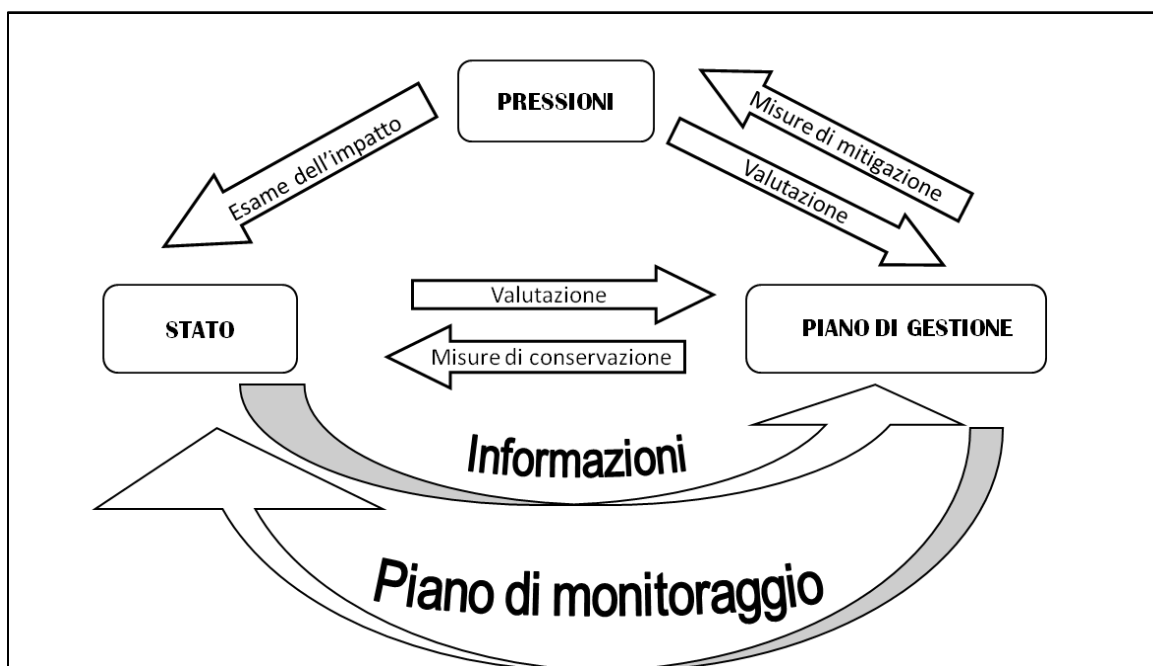 PRESSIONI
Esame dell'impatto
Misure di mitigazione
Valutazione
STATO
Valutazione
Misure di conservazione
PIANO DI GESTIONE
Informazioni
Piano di monitoraggio